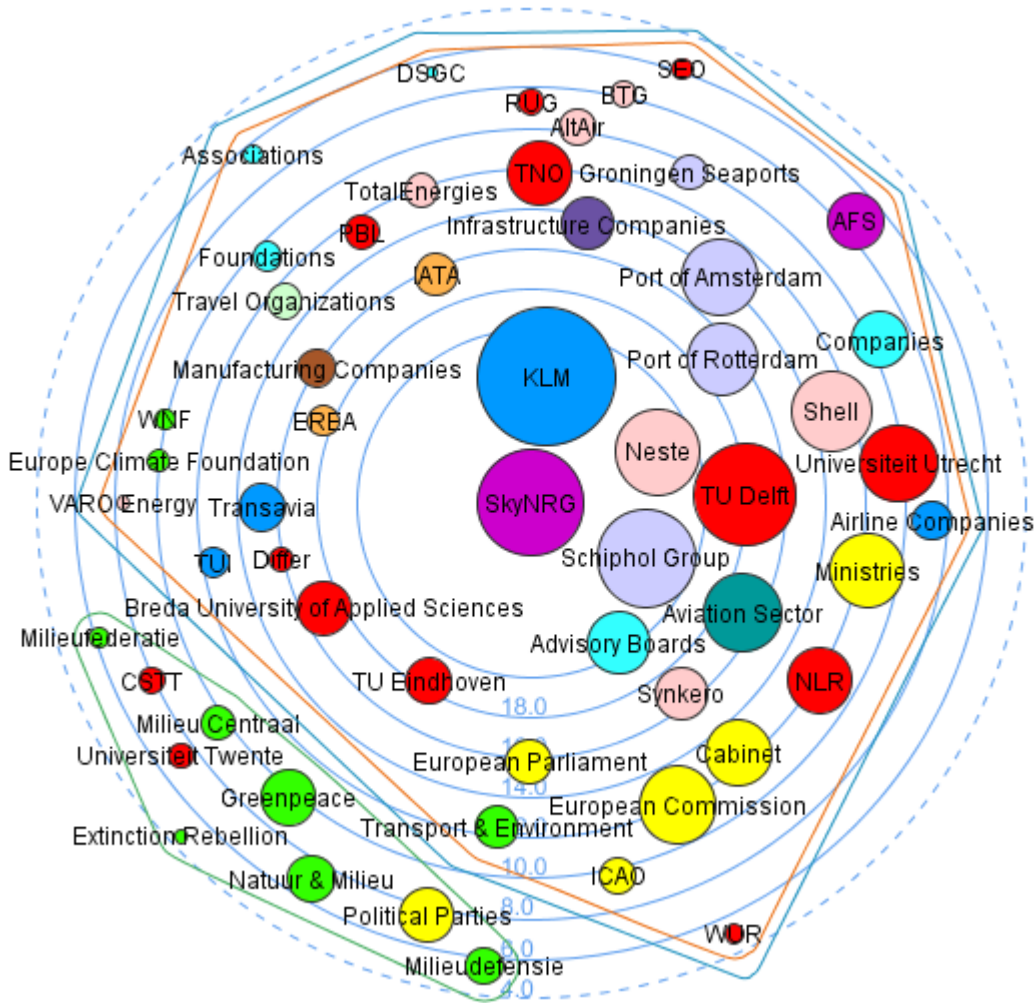 SEO
DSGC
BTG
RUG
AltAir
Associations
TNO
Groningen Seaports
TotalEnergies
AFS
Infrastructure Companies
PBL
Foundations
IATA
Port of Amsterdam
Travel Organizations
Companies
Port of Rotterdam
Manufacturing Companies
KLM
Shell
WNF
EREA
Neste
Europe Climate Foundation
Universiteit Utrecht
TU Delft
VAROO Energy
Transavia
SkyNRG
Airline Companies
Schiphol Group
TUI
Differ
Ministries
Breda University of Applied Sciences
Aviation Sector
Milieufederatie
Advisory Boards
CSTT
TU Eindhoven
NLR
Synkero
18.0
Milieu Centraal
Universiteit Twente
European Parliament
Cabinet
14.0
Greenpeace
European Commission
Transport & Environment
Extinction Rebellion
10.0
ICAO
Natuur & Milieu
8.0
Political Parties
WUR
6.0
Milieudefensie
4.0